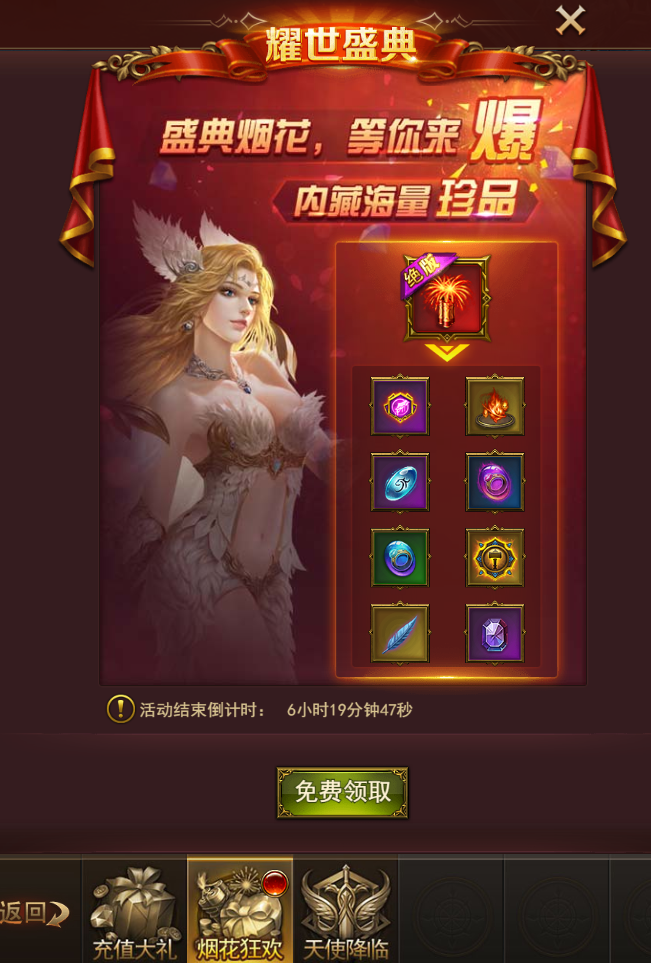 耀世盛典
盛典烟花，等你来爆
内藏海量珍品
绝版
活动结束倒计时： 6小时19分钟47秒
免费领取
返回
充值大礼
烟花狂欢
天使降临